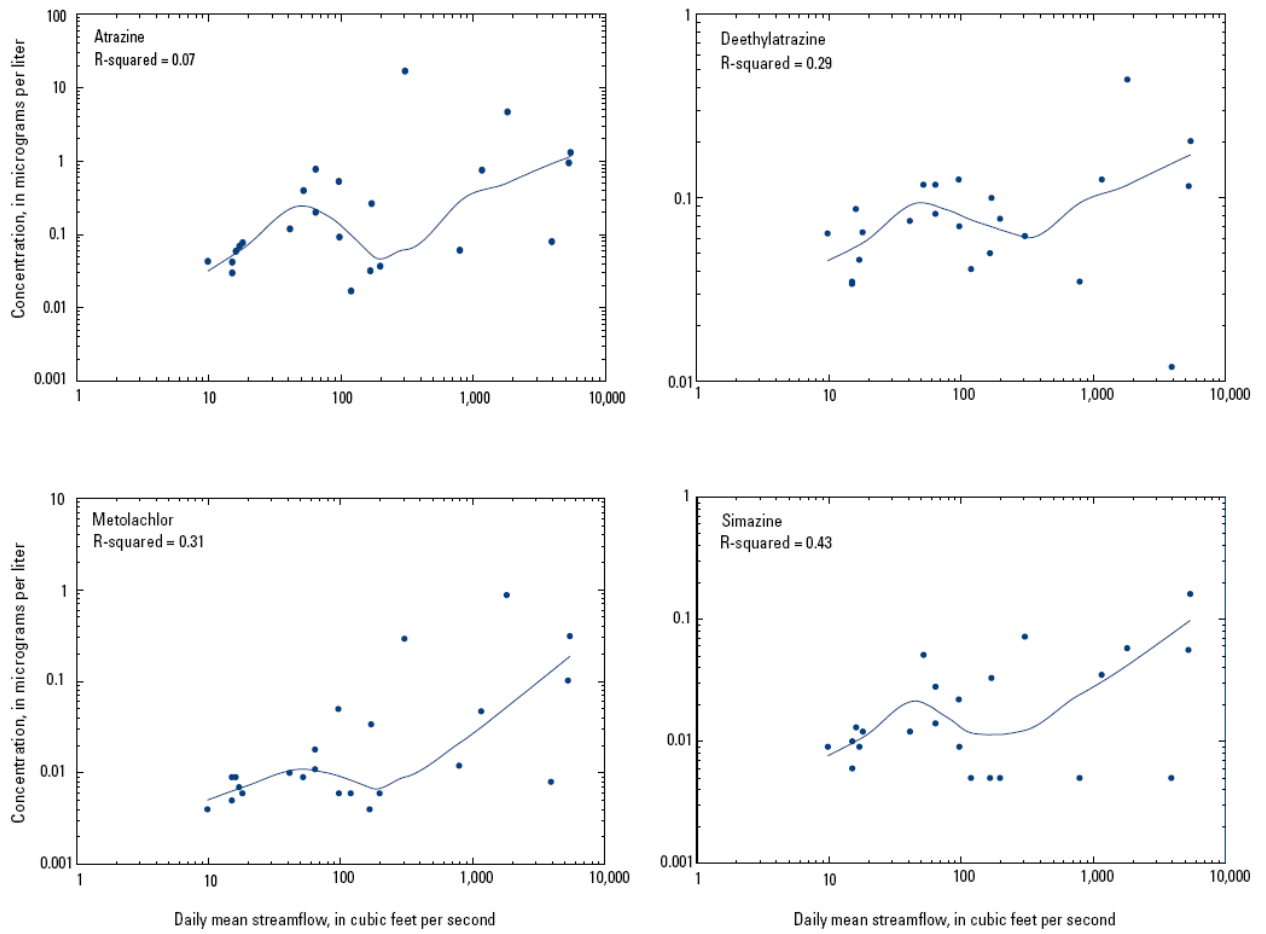 Atrazine
R-squared = 0.07
Concentration, in micrograms per liter
100
10
1
0.1
0.01
0.001
1 10 100 1,000 10,000
Deethylatrazine
R-squared = 0.29
1
0.1
0.01
1 10 100 1,000 10,000
Metolachlor
R-squared = 0.31
Concentration, in micrograms per liter
10
1
0.1
0.01
0.001
1 10 100 1,000 10,000
Daily mean streamflow, in cubic feet per second
Simazine
R-squared = 0.43
1
0.1
0.01
0.001
1 10 100 1,000 10,000
Daily mean streamflow, in cubic feet per second